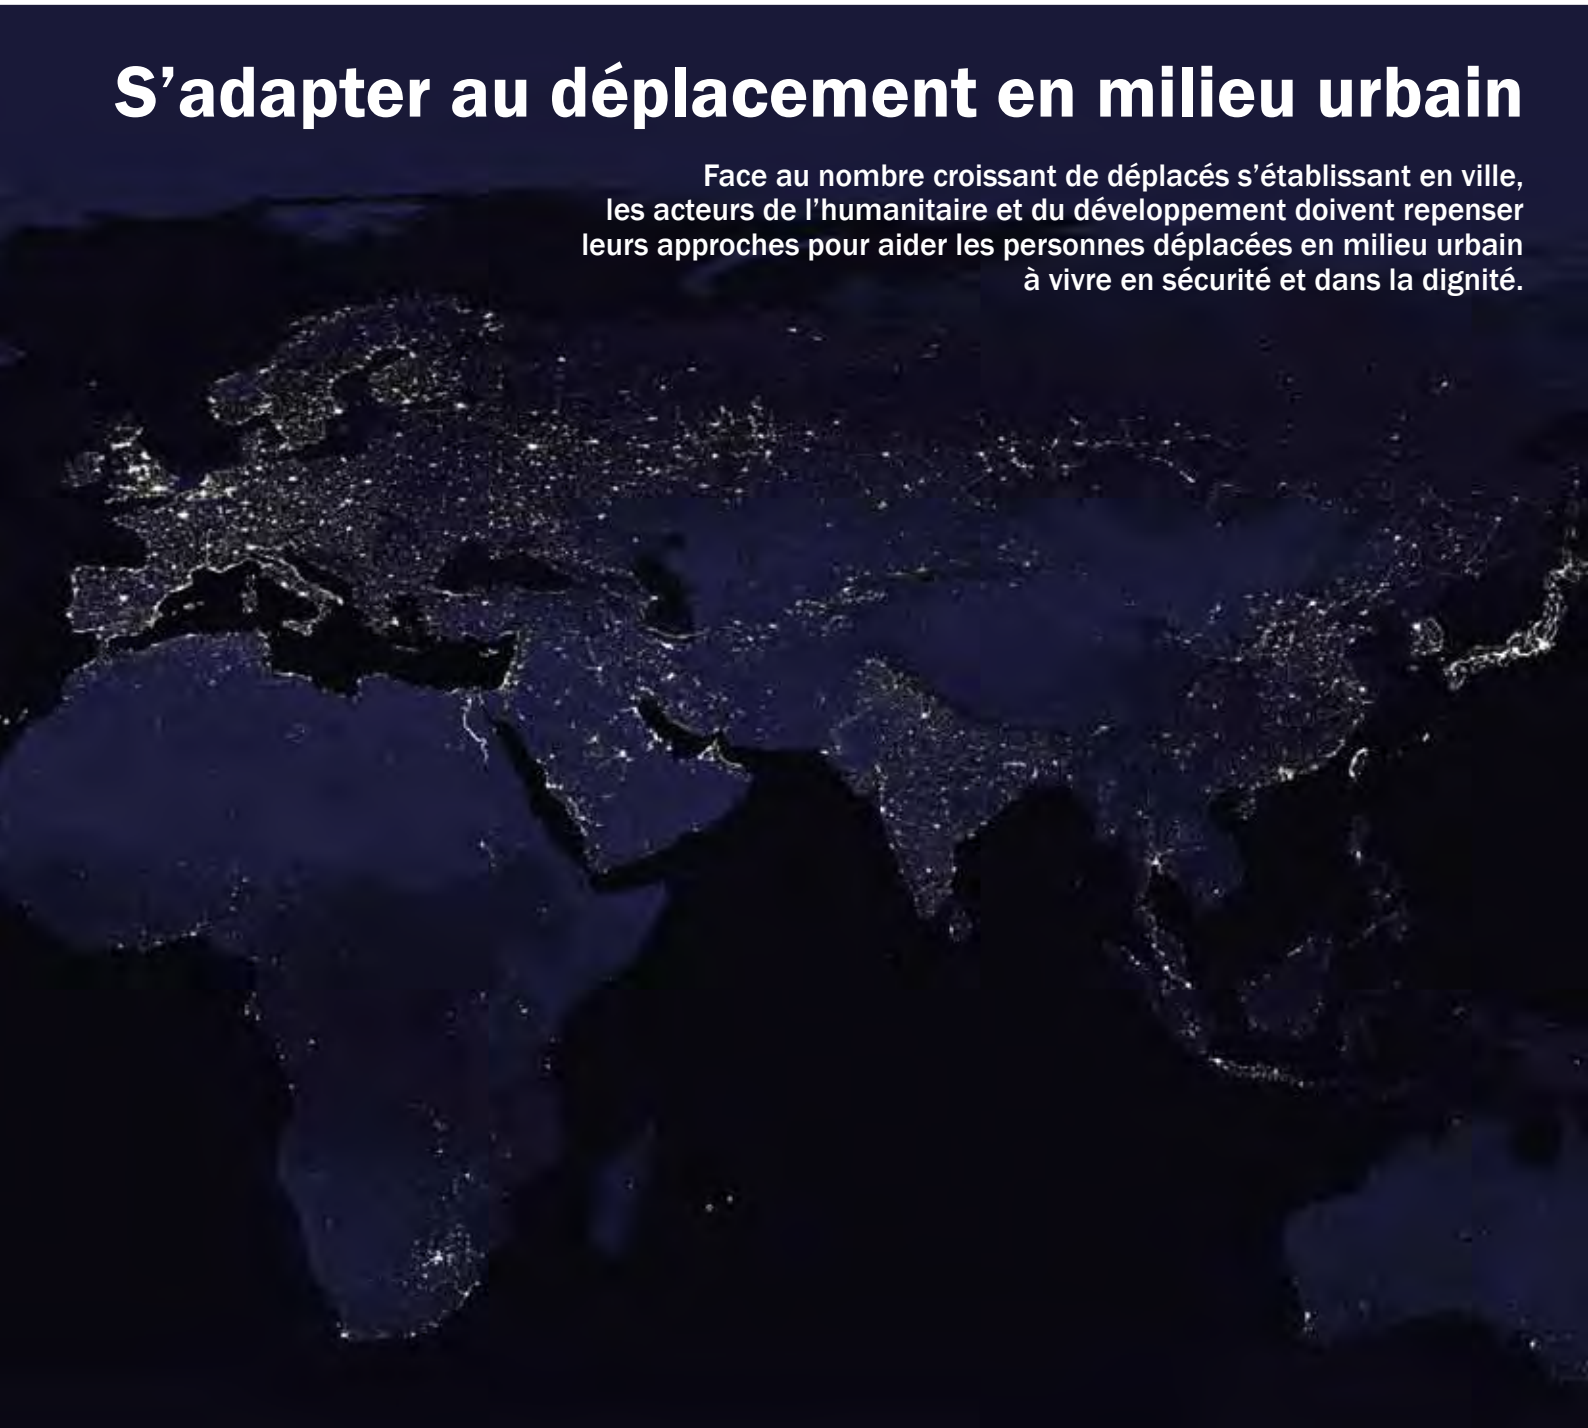 S’adapter au déplacement en milieu urbain
Face au nombre croissant de déplacés s’établissant en ville,
les acteurs de l’humanitaire et du développement doivent repenser
leurs approches pour aider les personnes déplacées en milieu urbain
à vivre en sécurité et dans la dignité.